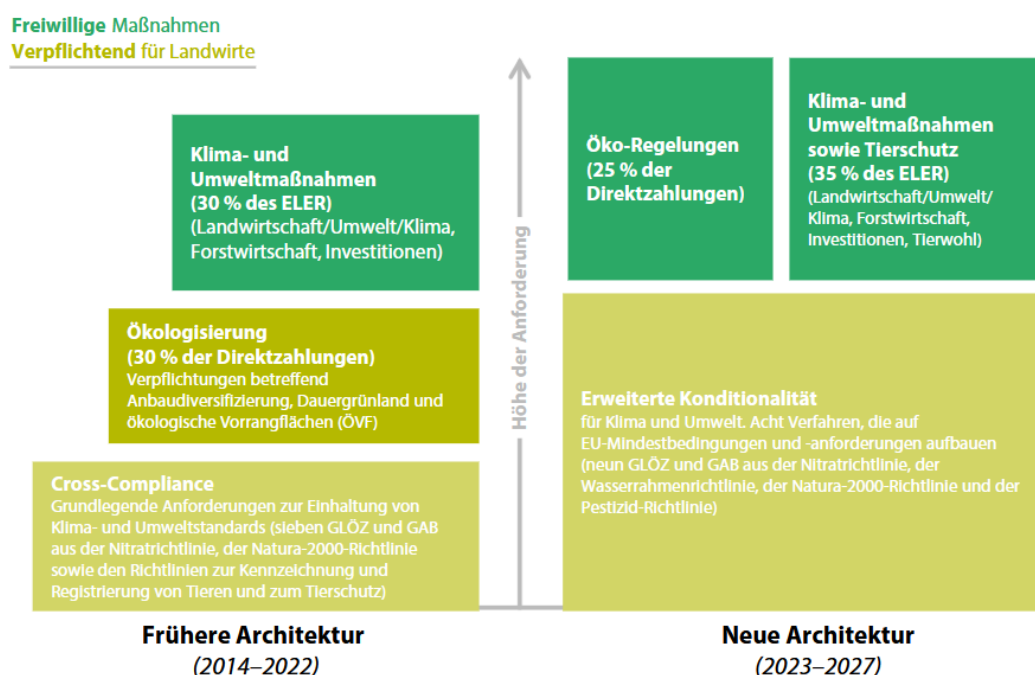 Freiwillige Maßnahmen
Verpflichtend für Landwirte
Klima- und
Umweltmaßnahmen
(30 % des ELER)
(Landwirtschaft/Umwelt/Klima,
Forstwirtschaft, Investitionen)
Ökologisierung
(30 % der Direktzahlungen)
Verpflichtungen betreffend
Anbaudiversifizierung, Dauergrünland und
ökologische Vorrangflächen (ÖVF)
Cross-Compliance
Grundlegende Anforderungen zur Einhaltung von
Klima- und Umweltstandards (sieben GLÖZ und GAB
aus der Nitratrichtlinie, der Natura-2000-Richtlinie
sowie den Richtlinien zur Kennzeichnung und
Registrierung von Tieren und zum Tierschutz)
Frühere Architektur
(2014–2022)
Höhe der Anforderung
Öko-Regelungen
(25 % der
Direktzahlungen)
Klima- und
Umweltmaßnahmen
sowie Tierschutz
(35 % des ELER)
(Landwirtschaft/Umwelt/
Klima, Forstwirtschaft,
Investitionen, Tierwohl)
Erweiterte Konditionalität
für Klima und Umwelt. Acht Verfahren, die auf
EU-Mindestbedingungen und -anforderungen aufbauen
(neun GLÖZ und GAB aus der Nitratrichtlinie, der
Wasserrahmenrichtlinie, der Natura-2000-Richtlinie und der
Pestizid-Richtlinie)
Neue Architektur
(2023–2027)